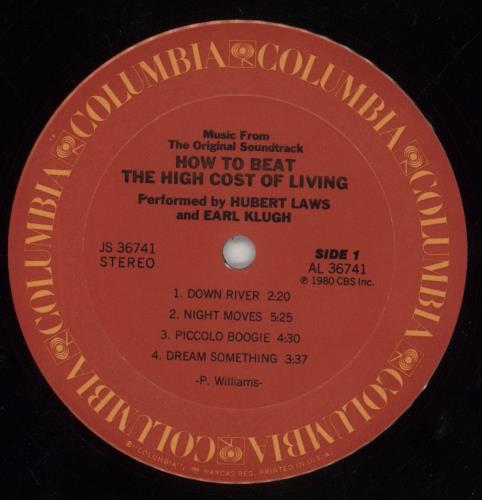 COLUMBIA COLUMBIA COLUMBIA COLUMBIA COLUMBIA COLUMBIA
Music From
The Original Soundtrack
HOW TO BEAT
THE HIGH COST OF LIVING
Performed by HUBERT LAWS
and EARL KLUGH
JS 36741
STEREO
SIDE 1
AL 36741
℗ 1980 CBS Inc.
1. DOWN RIVER 2:20
2. NIGHT MOVES 5:25
3. PICCOLO BOOGIE 4:30
4. DREAM SOMETHING 3:37
-P. Williams-
"COLUMBIA", MARCAS REG. PRINTED IN U.S.A.